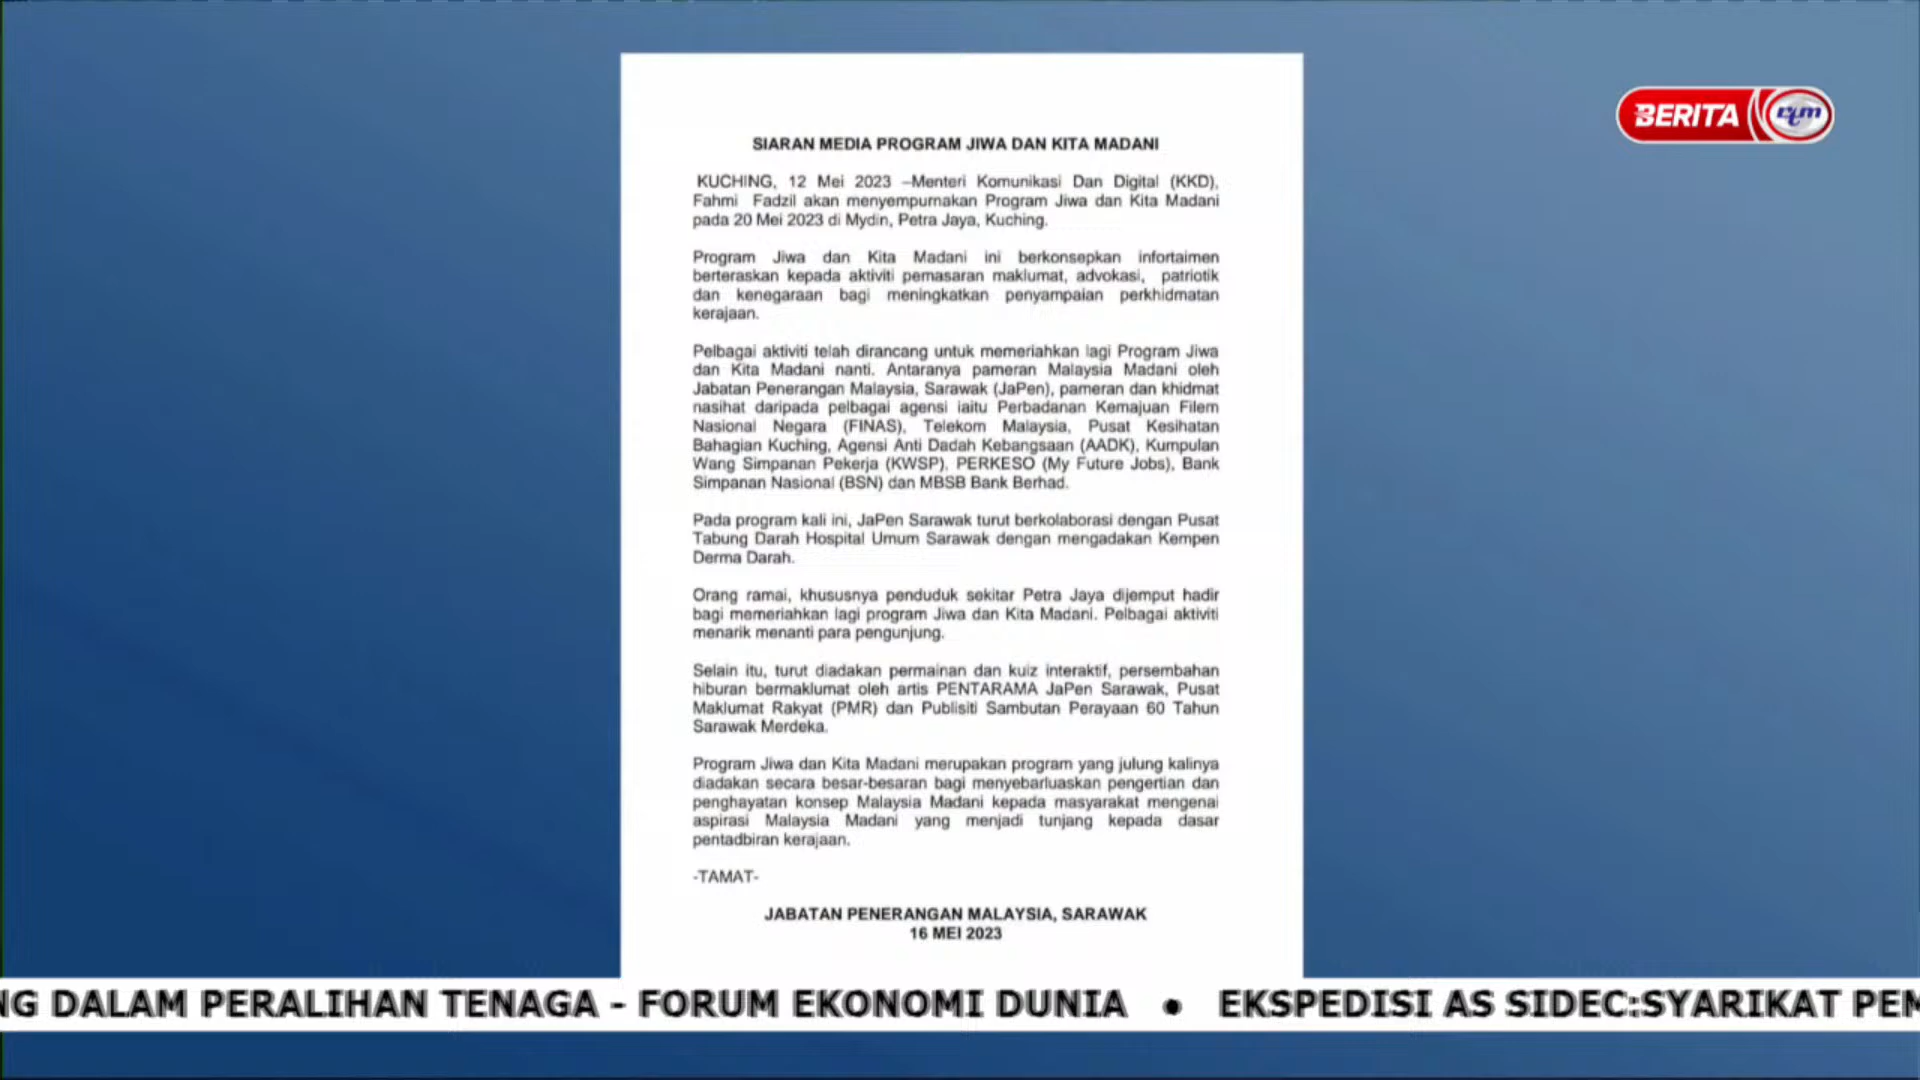 BERITA rtm
SIARAN MEDIA PROGRAM JIWA DAN KITA MADANI
KUCHING, 12 Mei 2023 –Menteri Komunikasi Dan Digital (KKD),
Fahmi Fadzil akan menyempurnakan Program Jiwa dan Kita Madani
pada 20 Mei 2023 di Mydin, Petra Jaya, Kuching.
Program Jiwa dan Kita Madani ini berkonsepkan infortaimen
berteraskan kepada aktiviti pemasaran maklumat, advokasi, patriotik
dan kenegaraan bagi meningkatkan penyampaian perkhidmatan
kerajaan.
Pelbagai aktiviti telah dirancang untuk memeriahkan lagi Program Jiwa
dan Kita Madani nanti. Antaranya pameran Malaysia Madani oleh
Jabatan Penerangan Malaysia, Sarawak (JaPen), pameran dan khidmat
nasihat daripada pelbagai agensi iaitu Perbadanan Kemajuan Filem
Nasional Negara (FINAS), Telekom Malaysia, Pusat Kesihatan
Bahagian Kuching, Agensi Anti Dadah Kebangsaan (AADK), Kumpulan
Wang Simpanan Pekerja (KWSP), PERKESO (My Future Jobs), Bank
Simpanan Nasional (BSN) dan MBSB Bank Berhad.
Pada program kali ini, JaPen Sarawak turut berkolaborasi dengan Pusat
Tabung Darah Hospital Umum Sarawak dengan mengadakan Kempen
Derma Darah.
Orang ramai, khususnya penduduk sekitar Petra Jaya dijemput hadir
bagi memeriahkan lagi program Jiwa dan Kita Madani. Pelbagai aktiviti
menarik menanti para pengunjung.
Selain itu, turut diadakan permainan dan kuiz interaktif, persembahan
hiburan bermaklumat oleh artis PENTARAMA JaPen Sarawak, Pusat
Maklumat Rakyat (PMR) dan Publisiti Sambutan Perayaan 60 Tahun
Sarawak Merdeka.
Program Jiwa dan Kita Madani merupakan program yang julung kalinya
diadakan secara besar-besaran bagi menyebarluaskan pengertian dan
penghayatan konsep Malaysia Madani kepada masyarakat mengenai
aspirasi Malaysia Madani yang menjadi tunjang kepada dasar
pentadbiran kerajaan.
-TAMAT-
JABATAN PENERANGAN MALAYSIA, SARAWAK
16 MEI 2023
NG DALAM PERALIHAN TENAGA - FORUM EKONOMI DUNIA • EKSPEDISI AS SIDEC:SYARIKAT PEM